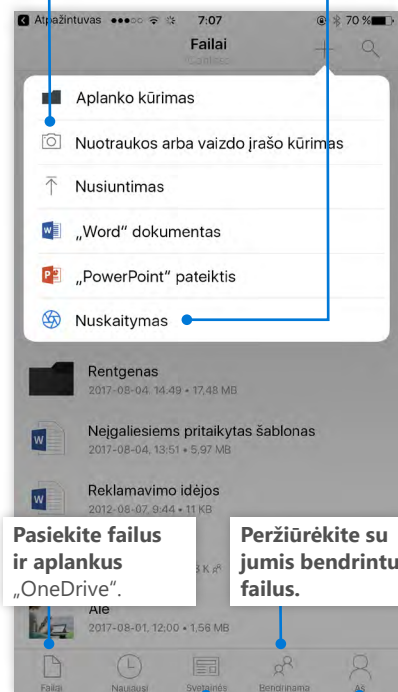 Atpažintuvas 7:07 70 %
Failai
Aplanko kūrimas
Nuotraukos arba vaizdo įrašo kūrimas
Nusiuntimas
„Word“ dokumentas
„PowerPoint“ pateiktis
Nuskaitymas
Rentgenas
2017-08-04, 14.49 • 17,48 MB
Neįgaliesiems pritaikytas šablonas
2017-08-04, 13:51 • 5,97 MB
Reklamavimo idėjos
2012-08-07, 9:44 • 11 KB
Pasiekite failus
ir aplankus
„OneDrive“.
Peržiūrėkite su
jumis bendrintu
failus.
Alė
2017-08-01, 12:00 • 1,56 MB
Failai Naujausi Svetainės Bendrinama Aš